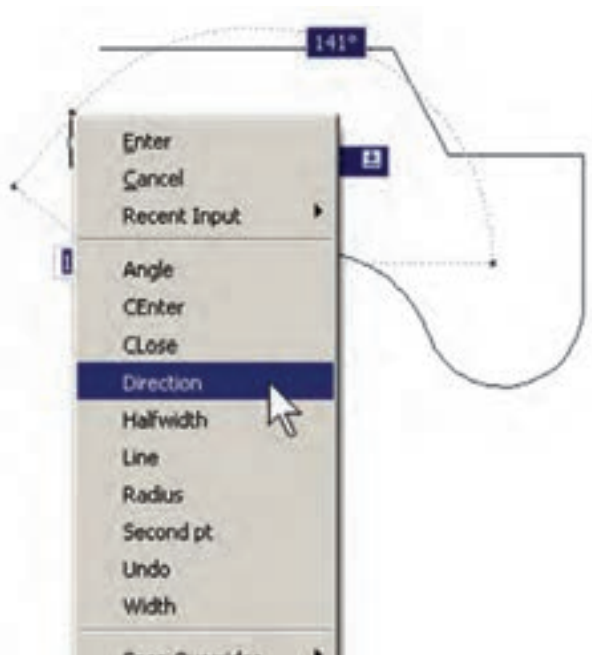 141°
Enter
Cancel
Recent Input
Angle
CEnter
CLose
Direction
Halfwidth
Line
Radius
Second pt
Undo
Width